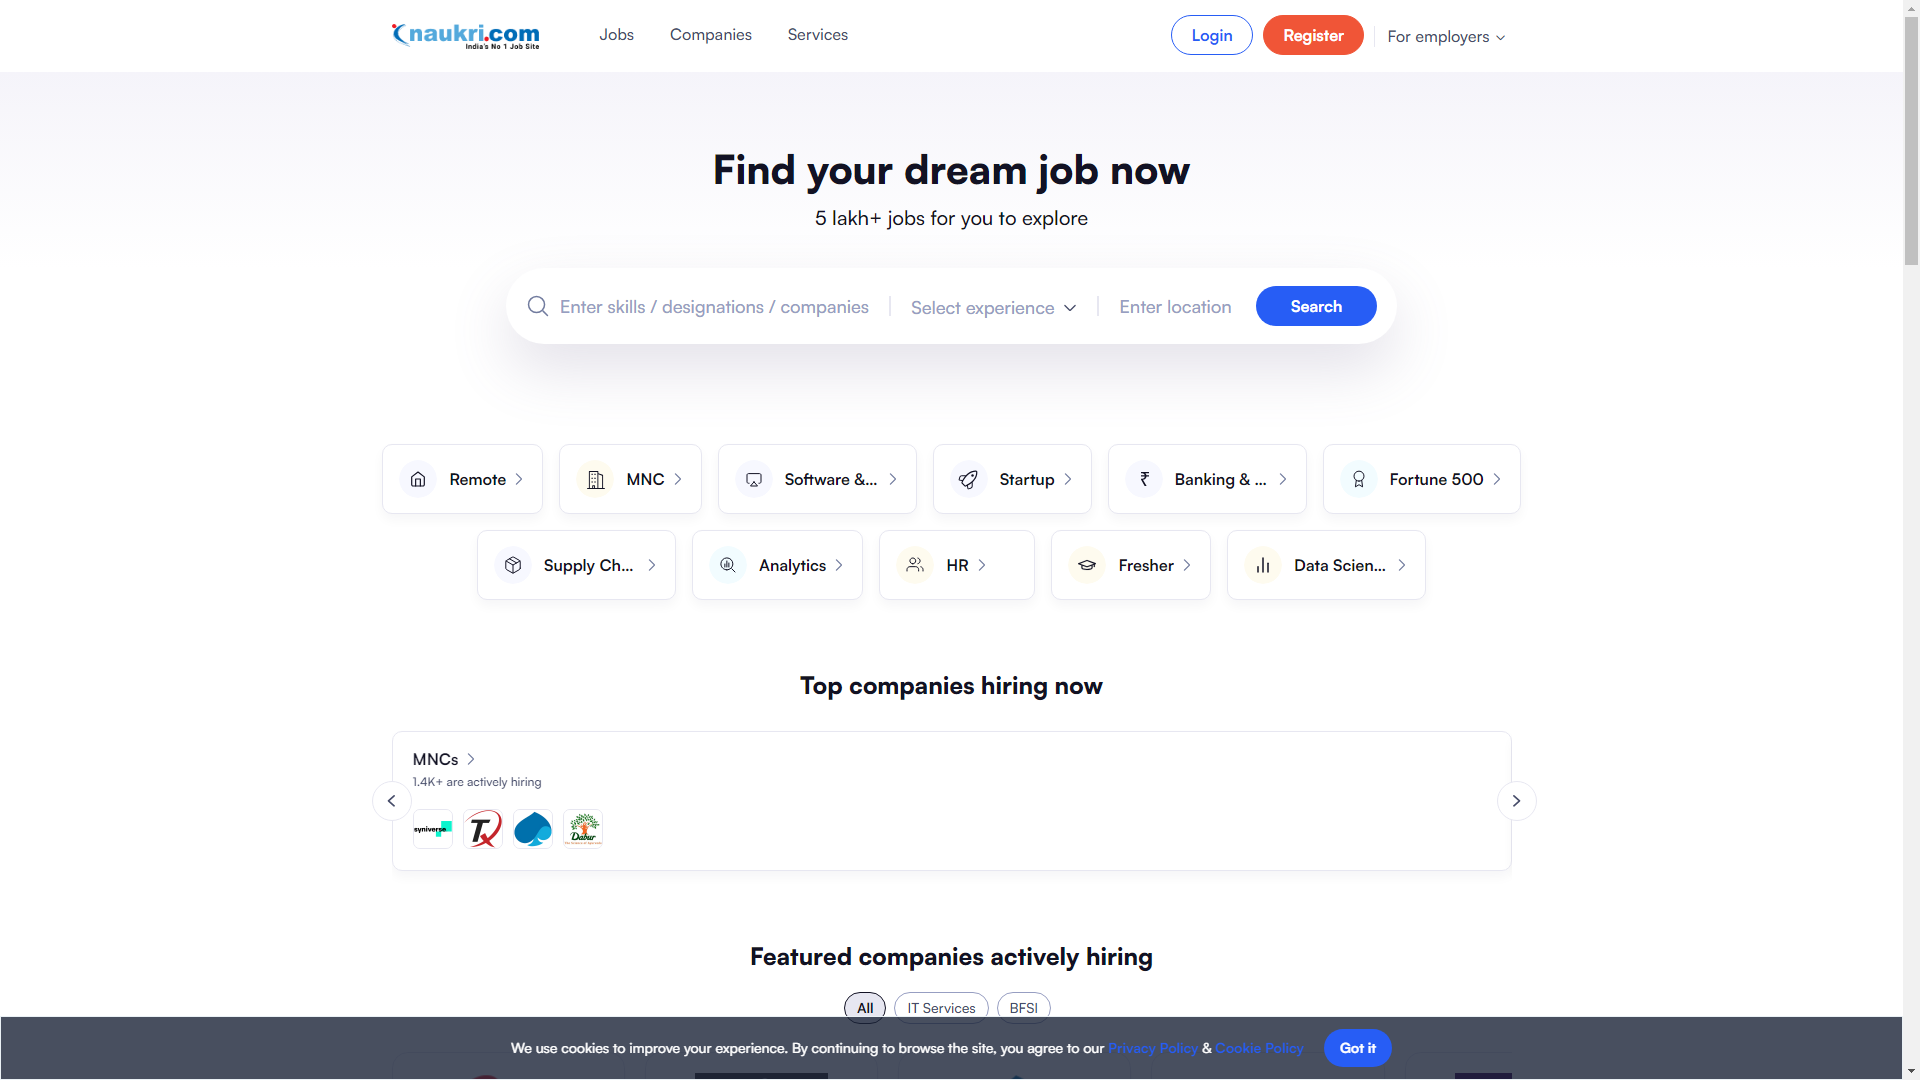 naukri.com
India's No 1 Job Site
Jobs
Companies
Services
Login
Register
For employers
Find your dream job now
5 lakh+ jobs for you to explore
Enter skills / designations / companies
Select experience
Enter location
Search
Remote
MNC
Software &...
Startup
Banking & ...
Fortune 500
Supply Ch...
Analytics
HR
Fresher
Data Scien...
Top companies hiring now
MNCs
1.4K+ are actively hiring
syniverse
TX
Dabur
Featured companies actively hiring
All
IT Services
BFSI
We use cookies to improve your experience. By continuing to browse the site, you agree to our Privacy Policy & Cookie Policy
Got it